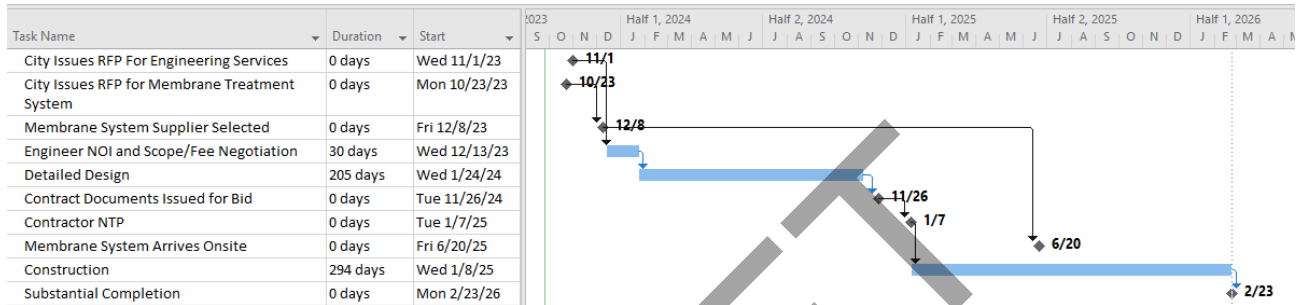 2023 Half 1, 2024 Half 2, 2024 Half 1, 2025 Half 2, 2025 Half 1, 2026
Task Name Duration Start S O N D J F M A M J J A S O N D J F M A M J J A S O N D J F M A M
City Issues RFP For Engineering Services 0 days Wed 11/1/23 11/1
City Issues RFP for Membrane Treatment 0 days Mon 10/23/23 10/23
System
Membrane System Supplier Selected 0 days Fri 12/8/23 12/8
Engineer NOI and Scope/Fee Negotiation 30 days Wed 12/13/23
Detailed Design 205 days Wed 1/24/24
Contract Documents Issued for Bid 0 days Tue 11/26/24 11/26
Contractor NTP 0 days Tue 1/7/25 1/7
Membrane System Arrives Onsite 0 days Fri 6/20/25 6/20
Construction 294 days Wed 1/8/25
Substantial Completion 0 days Mon 2/23/26 2/23